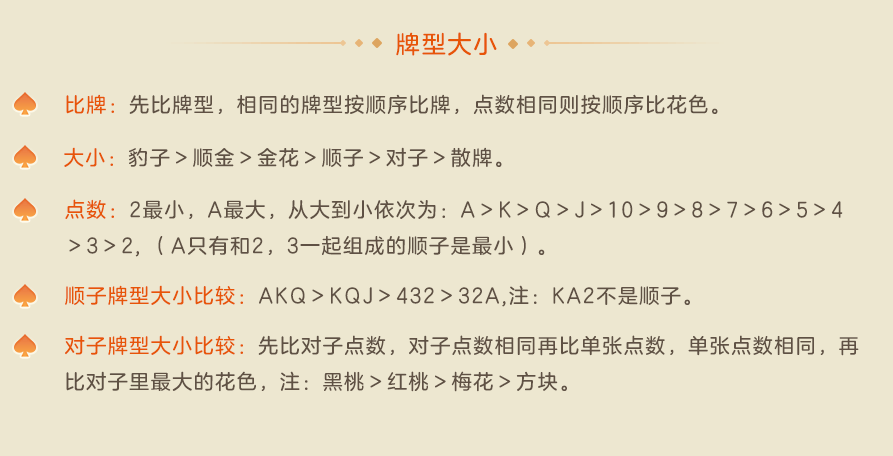 牌型大小
比牌：先比牌型，相同的牌型按顺序比牌，点数相同则按顺序比花色。
大小：豹子＞顺金＞金花＞顺子＞对子＞散牌。
点数：2最小，A最大，从大到小依次为：A＞K＞Q＞J＞10＞9＞8＞7＞6＞5＞4
＞3＞2，（A只有和2，3一起组成的顺子是最小）。
顺子牌型大小比较：AKQ＞KQJ＞432＞32A,注：KA2不是顺子。
对子牌型大小比较：先比对子点数，对子点数相同再比单张点数，单张点数相同，再
比对子里最大的花色，注：黑桃＞红桃＞梅花＞方块。